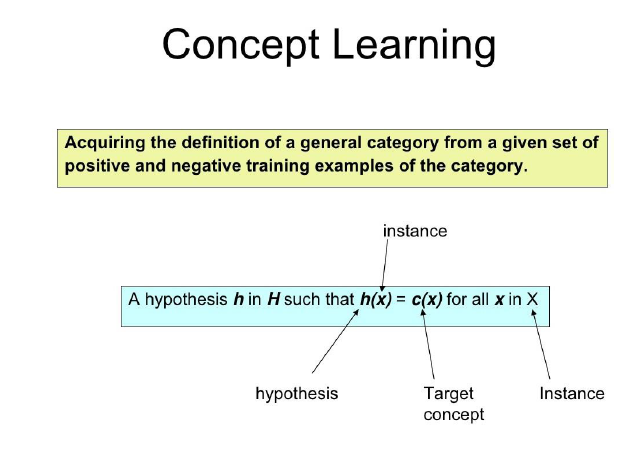 Concept Learning
Acquiring the definition of a general category from a given set of
positive and negative training examples of the category.
instance
A hypothesis h in H such that h(x) = c(x) for all x in X
hypothesis
Target
concept
Instance